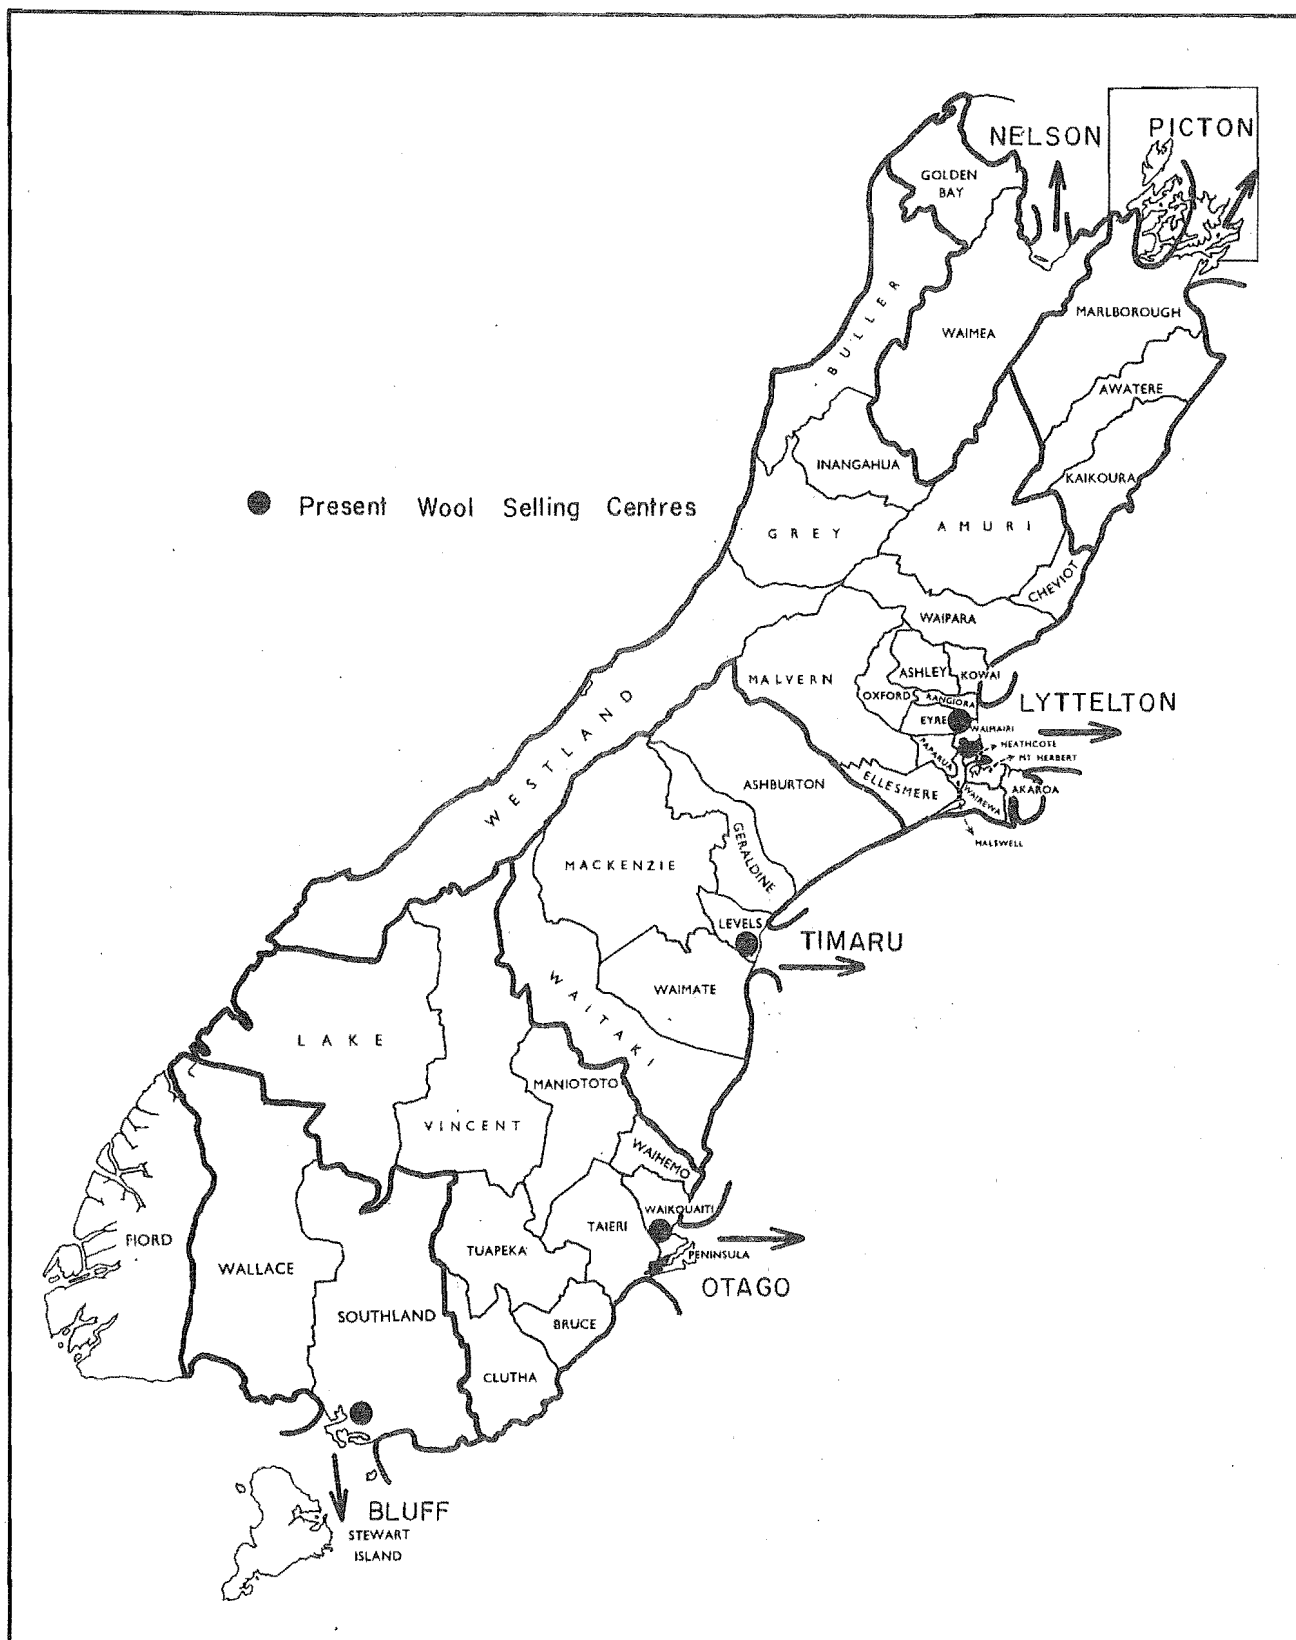 NELSON
PICTON
GOLDEN
BAY
BULLER
WAIMEA
MARLBOROUGH
AWATERE
KAIKOURA
INANGAHUA
Present Wool Selling Centres
GREY
AMURI
CHEVIOT
WAIPARA
MALVERN
ASHLEY
KOWAI
OXFORD
RANGIORA
EYRE
WAIMAIRI
LYTTELTON
HEATHCOTE
MT HERBERT
PAPARUA
WESTLAND
ASHBURTON
ELLESMERE
WAIREWA
AKAROA
HALSWELL
MACKENZIE
GERALDINE
LEVELS
TIMARU
WAITAKI
WAIMATE
LAKE
MANIOTOTO
VINCENT
WAIHEMO
WAIKOUAITI
FIORD
TAIERI
TUAPEKA
PENINSULA
WALLACE
OTAGO
SOUTHLAND
BRUCE
CLUTHA
BLUFF
STEWART
ISLAND